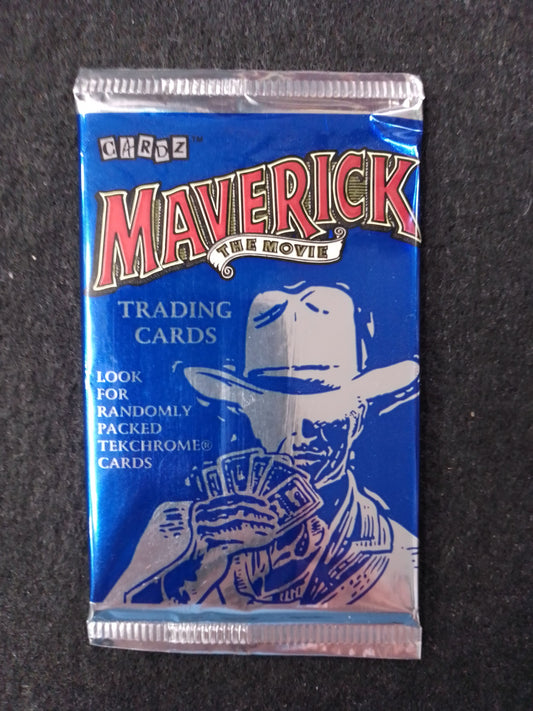 CARDZ™
MAVERICK
THE MOVIE
TRADING
CARDS
LOOK
FOR
RANDOMLY
PACKED
TEKCHROME®
CARDS